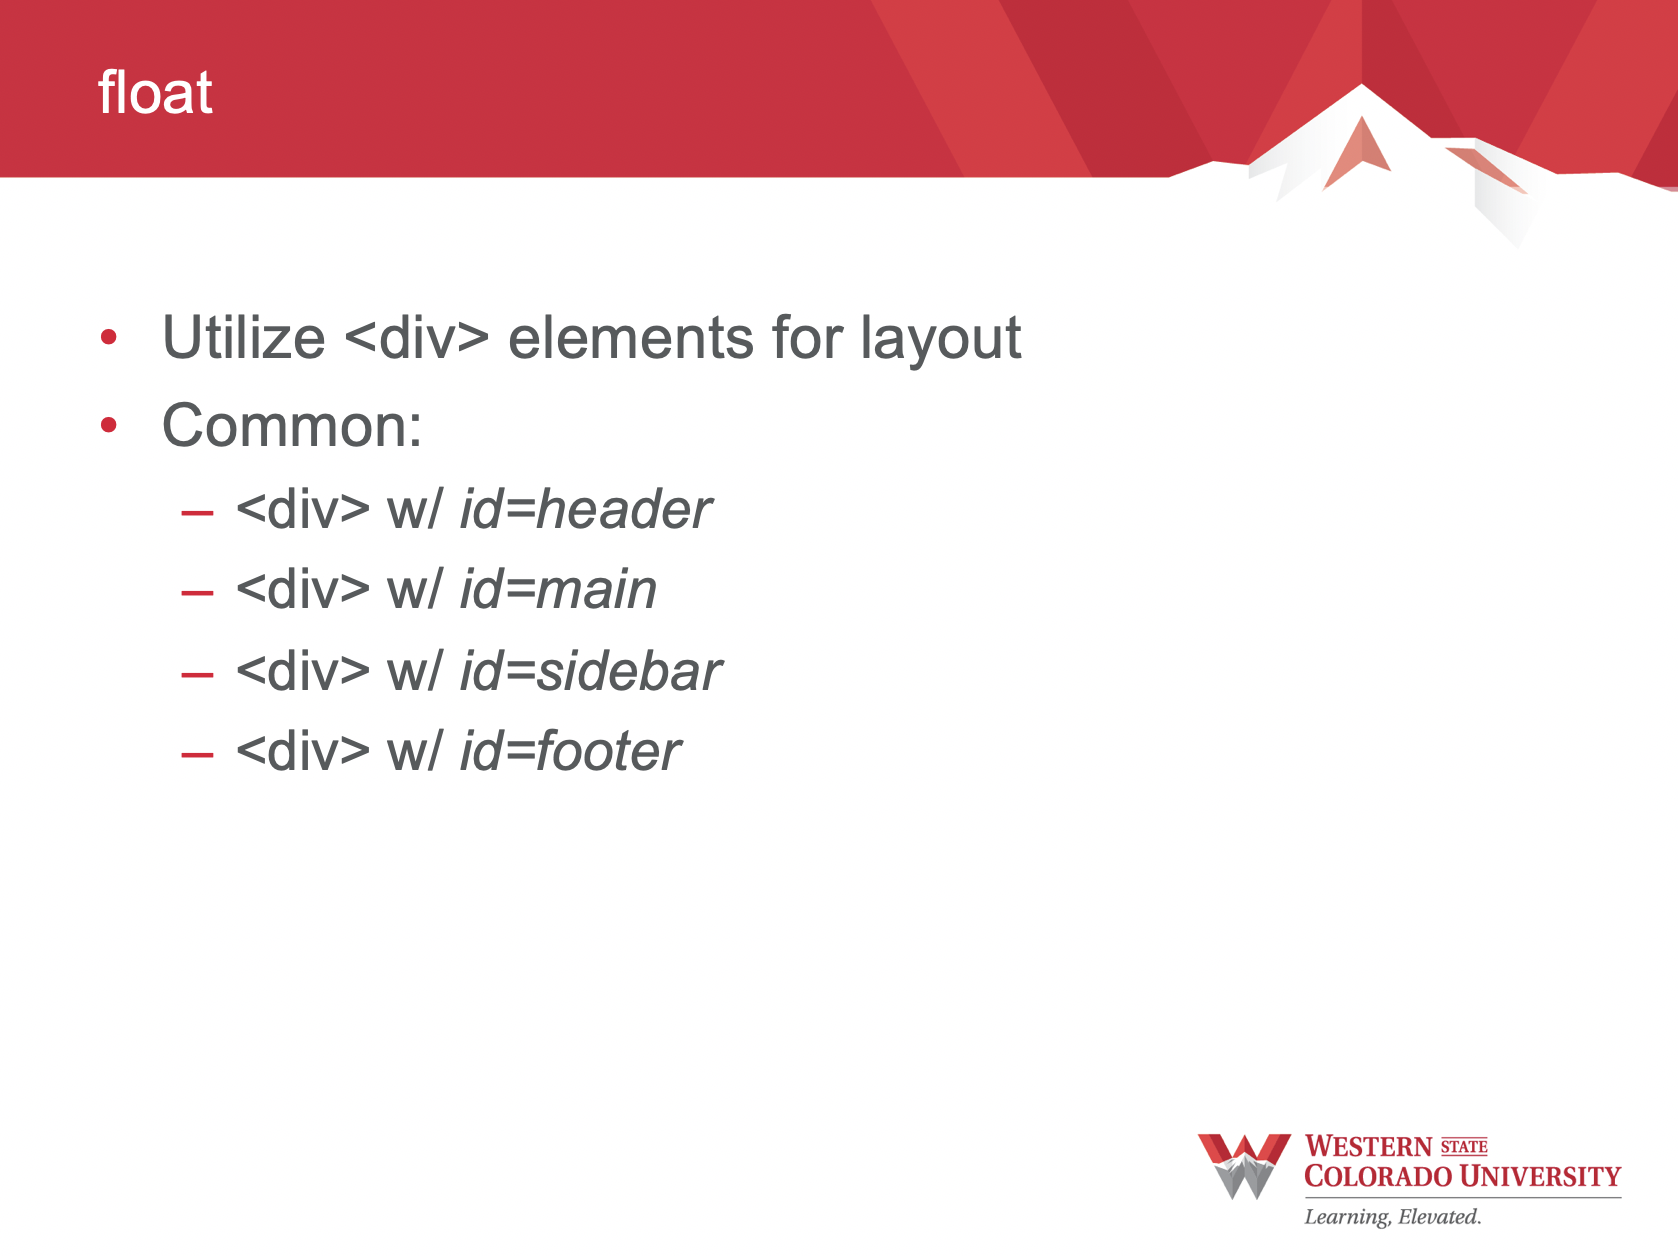 float
• Utilize <div> elements for layout
• Common:
– <div> w/ id=header
– <div> w/ id=main
– <div> w/ id=sidebar
– <div> w/ id=footer
WESTERN STATE
COLORADO UNIVERSITY
Learning, Elevated.